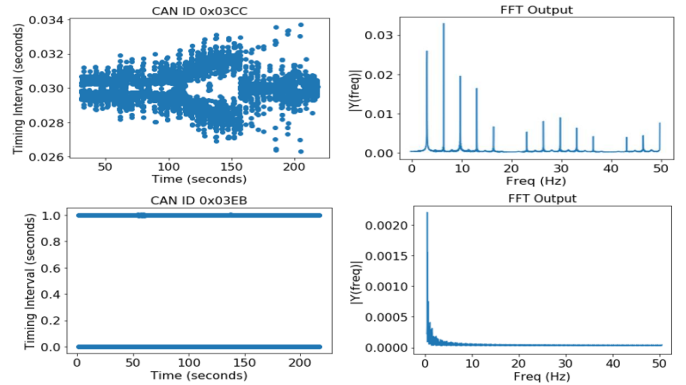 CAN ID 0x03CC
Timing Interval (seconds)
0.034
0.032
0.030
0.028
0.026
50 100 150 200
Time (seconds)
FFT Output
|Y(freq)|
0.03
0.02
0.01
0.00
0 10 20 30 40 50
Freq (Hz)
CAN ID 0x03EB
Timing Interval (seconds)
1.0
0.8
0.6
0.4
0.2
0.0
0 50 100 150 200
Time (seconds)
FFT Output
|Y(freq)|
0.0020
0.0015
0.0010
0.0005
0.0000
0 10 20 30 40 50
Freq (Hz)